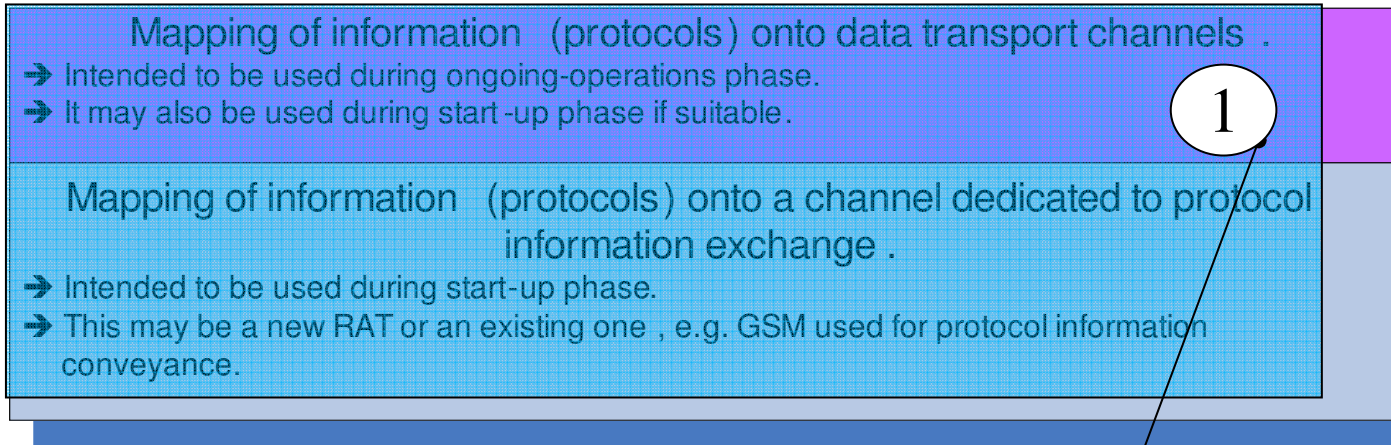 Mapping of information (protocols) onto data transport channels .
➔ Intended to be used during ongoing-operations phase.
➔ It may also be used during start-up phase if suitable.
1
Mapping of information (protocols) onto a channel dedicated to protocol
information exchange .
➔ Intended to be used during start-up phase.
➔ This may be a new RAT or an existing one , e.g. GSM used for protocol information
conveyance.